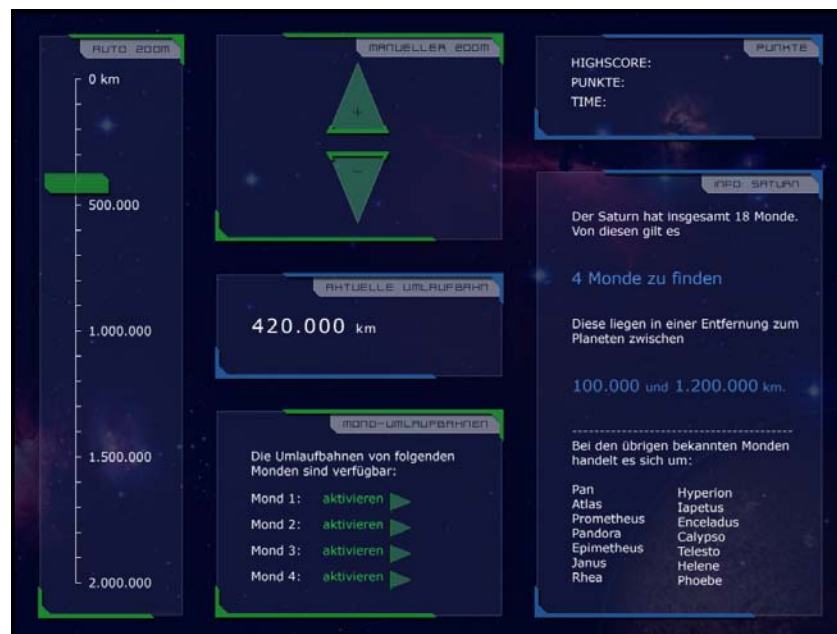 AUTO ZOOM
0 km
500.000
1.000.000
1.500.000
2.000.000
MANUELLER ZOOM
+
−
AKTUELLE UMLAUFBAHN
420.000 km
MOND-UMLAUFBAHNEN
Die Umlaufbahnen von folgenden
Monden sind verfügbar:
Mond 1: aktivieren
Mond 2: aktivieren
Mond 3: aktivieren
Mond 4: aktivieren
PUNKTE
HIGHSCORE:
PUNKTE:
TIME:
INFO: SATURN
Der Saturn hat insgesamt 18 Monde.
Von diesen gilt es
4 Monde zu finden
Diese liegen in einer Entfernung zum
Planeten zwischen
100.000 und 1.200.000 km.
Bei den übrigen bekannten Monden
handelt es sich um:
Pan
Atlas
Prometheus
Pandora
Epimetheus
Janus
Rhea
Hyperion
Iapetus
Enceladus
Calypso
Telesto
Helene
Phoebe